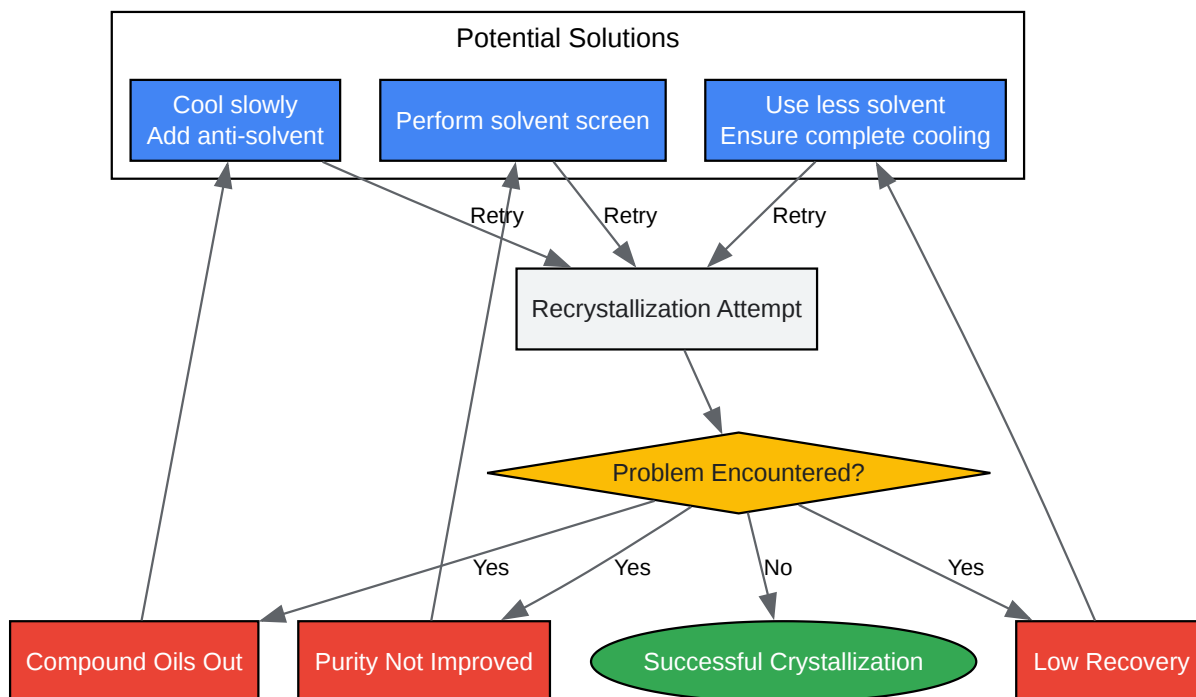 Potential Solutions
Cool slowly
Add anti-solvent
Perform solvent screen
Use less solvent
Ensure complete cooling
Retry
Retry
Retry
Recrystallization Attempt
Problem Encountered?
Yes
Yes
No
Yes
Compound Oils Out
Purity Not Improved
Successful Crystallization
Low Recovery